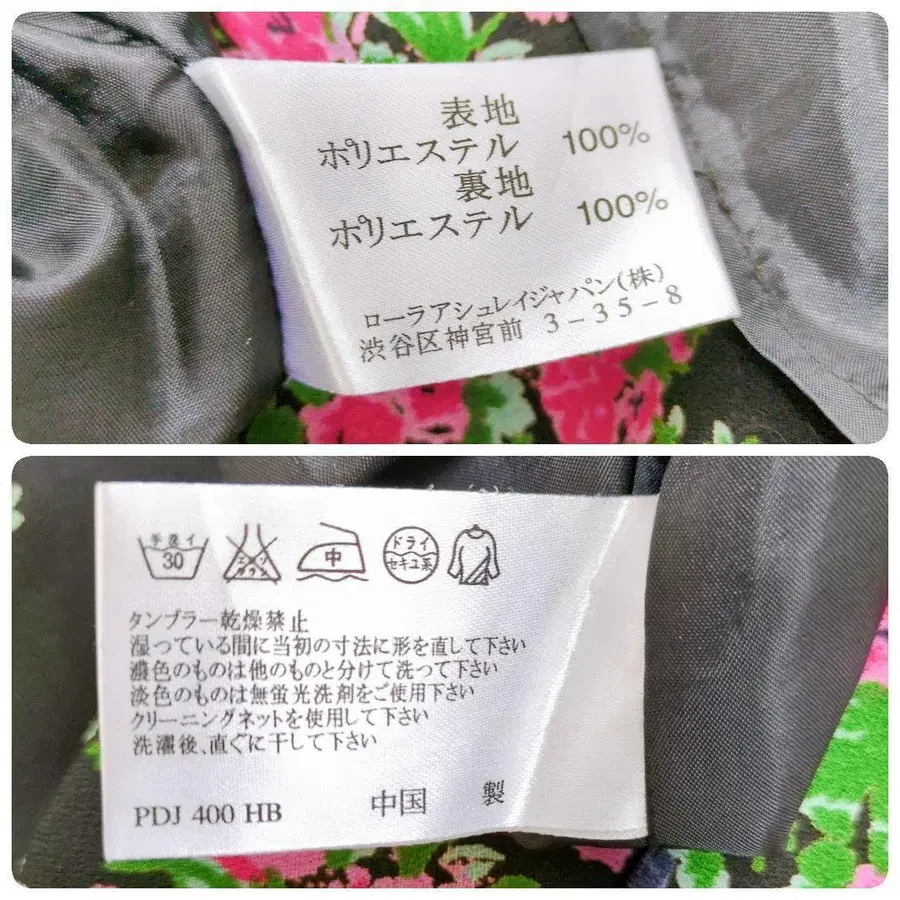 表地
ポリエステル 100%
裏地
ポリエステル 100%
ローラアシュレイジャパン(株)
渋谷区神宮前 3-35-8
手洗イ
30
エンソ
サラシ
中
ドライ
セキユ系
タンブラー乾燥禁止
湿っている間に当初の寸法に形を直して下さい
濃色のものは他のものと分けて洗って下さい
淡色のものは無蛍光洗剤をご使用下さい
クリーニングネットを使用して下さい
洗濯後、直ぐに干して下さい
PDJ 400 HB 中国 製